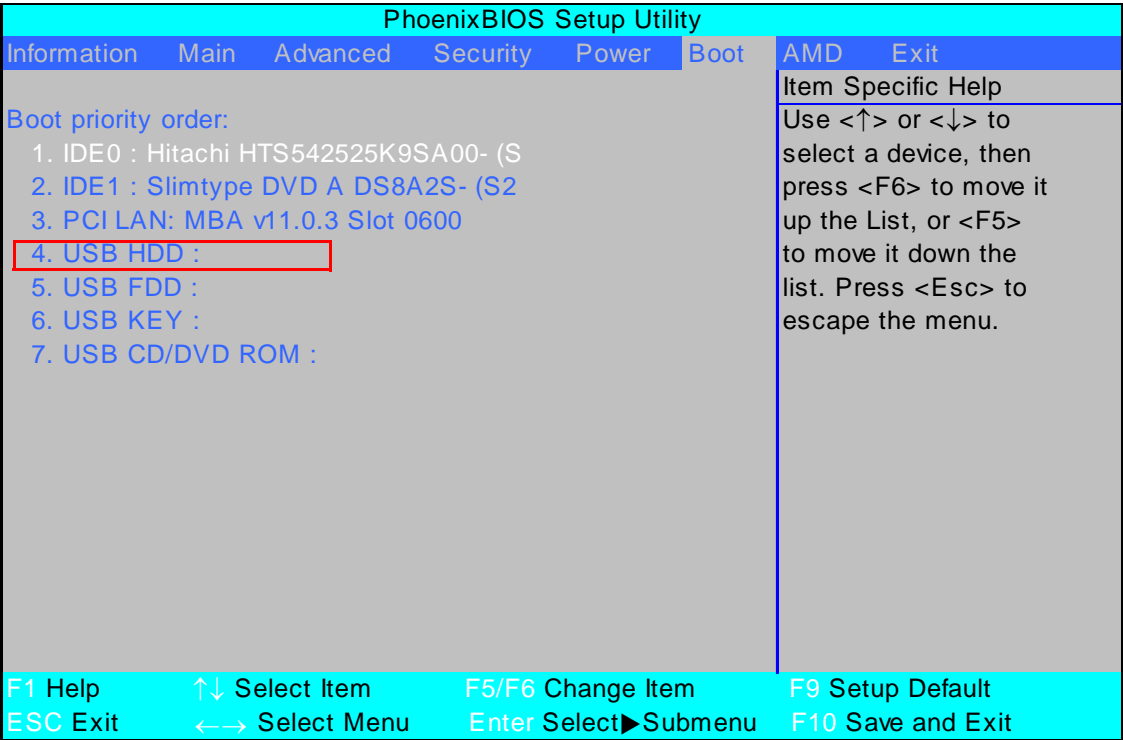 PhoenixBIOS Setup Utility
Information Main Advanced Security Power Boot AMD Exit
Item Specific Help
Boot priority order:
1. IDE0 : Hitachi HTS542525K9SA00- (S
2. IDE1 : Slimtype DVD A DS8A2S- (S2
3. PCI LAN: MBA v11.0.3 Slot 0600
4. USB HDD :
5. USB FDD :
6. USB KEY :
7. USB CD/DVD ROM :
Use <↑> or <↓> to
select a device, then
press <F6> to move it
up the List, or <F5>
to move it down the
list. Press <Esc> to
escape the menu.
F1 Help ↑↓ Select Item F5/F6 Change Item F9 Setup Default
ESC Exit ←→ Select Menu Enter Select▶Submenu F10 Save and Exit